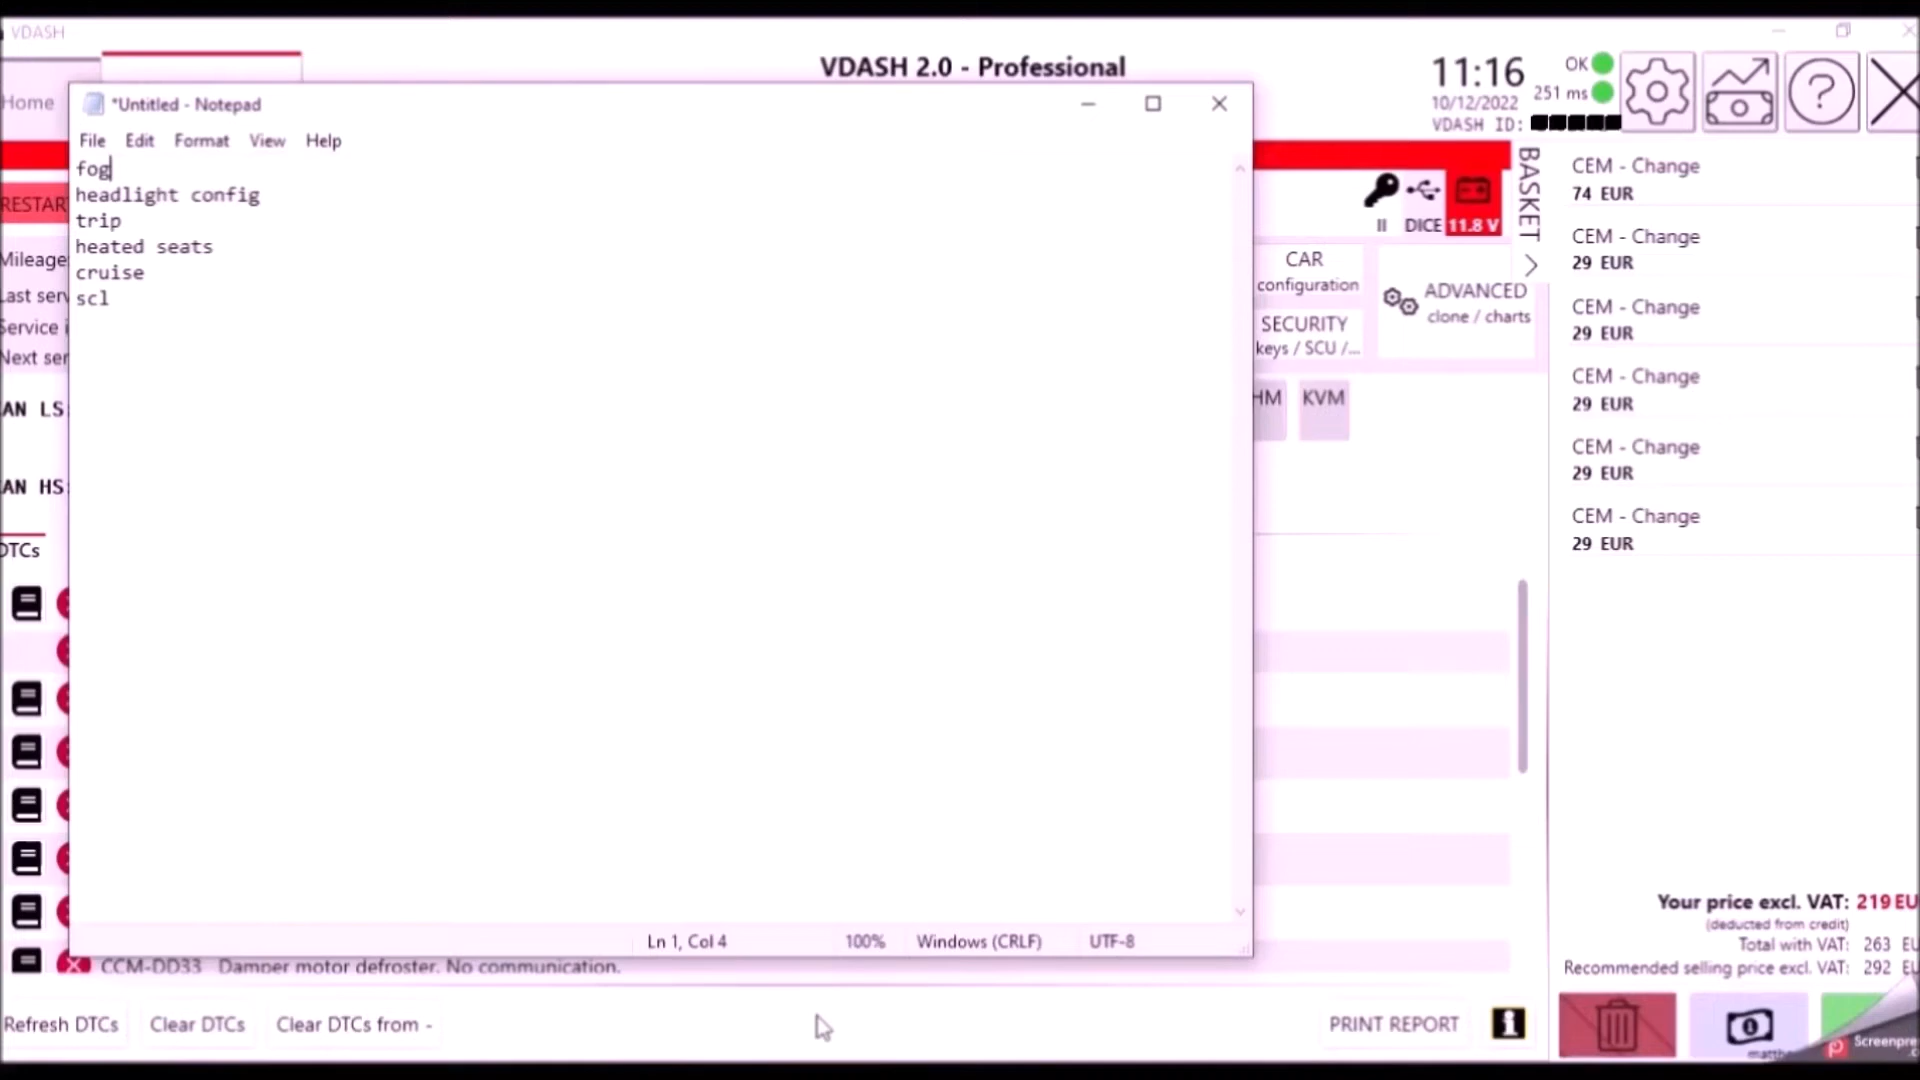 VDASH
VDASH 2.0 - Professional
11:16
10/12/2022
VDASH ID:
OK
251 ms
Home
*Untitled - Notepad
File Edit Format View Help
fog
headlight config
trip
heated seats
cruise
scl
Ln 1, Col 4 100% Windows (CRLF) UTF-8
RESTAR
Mileage
Last serv
Service i
Next ser
AN LS
AN HS
DTCs
II DICE 11.8 V
CAR
configuration
SECURITY
keys / SCU /...
ADVANCED
clone / charts
HM KVM
CCM-DD33 Damper motor defroster. No communication.
Refresh DTCs Clear DTCs Clear DTCs from - PRINT REPORT
BASKET
CEM - Change
74 EUR
CEM - Change
29 EUR
CEM - Change
29 EUR
CEM - Change
29 EUR
CEM - Change
29 EUR
CEM - Change
29 EUR
Your price excl. VAT: 219 EU
(deducted from credit)
Total with VAT: 263 EU
Recommended selling price excl. VAT: 292 EU
Screenpre